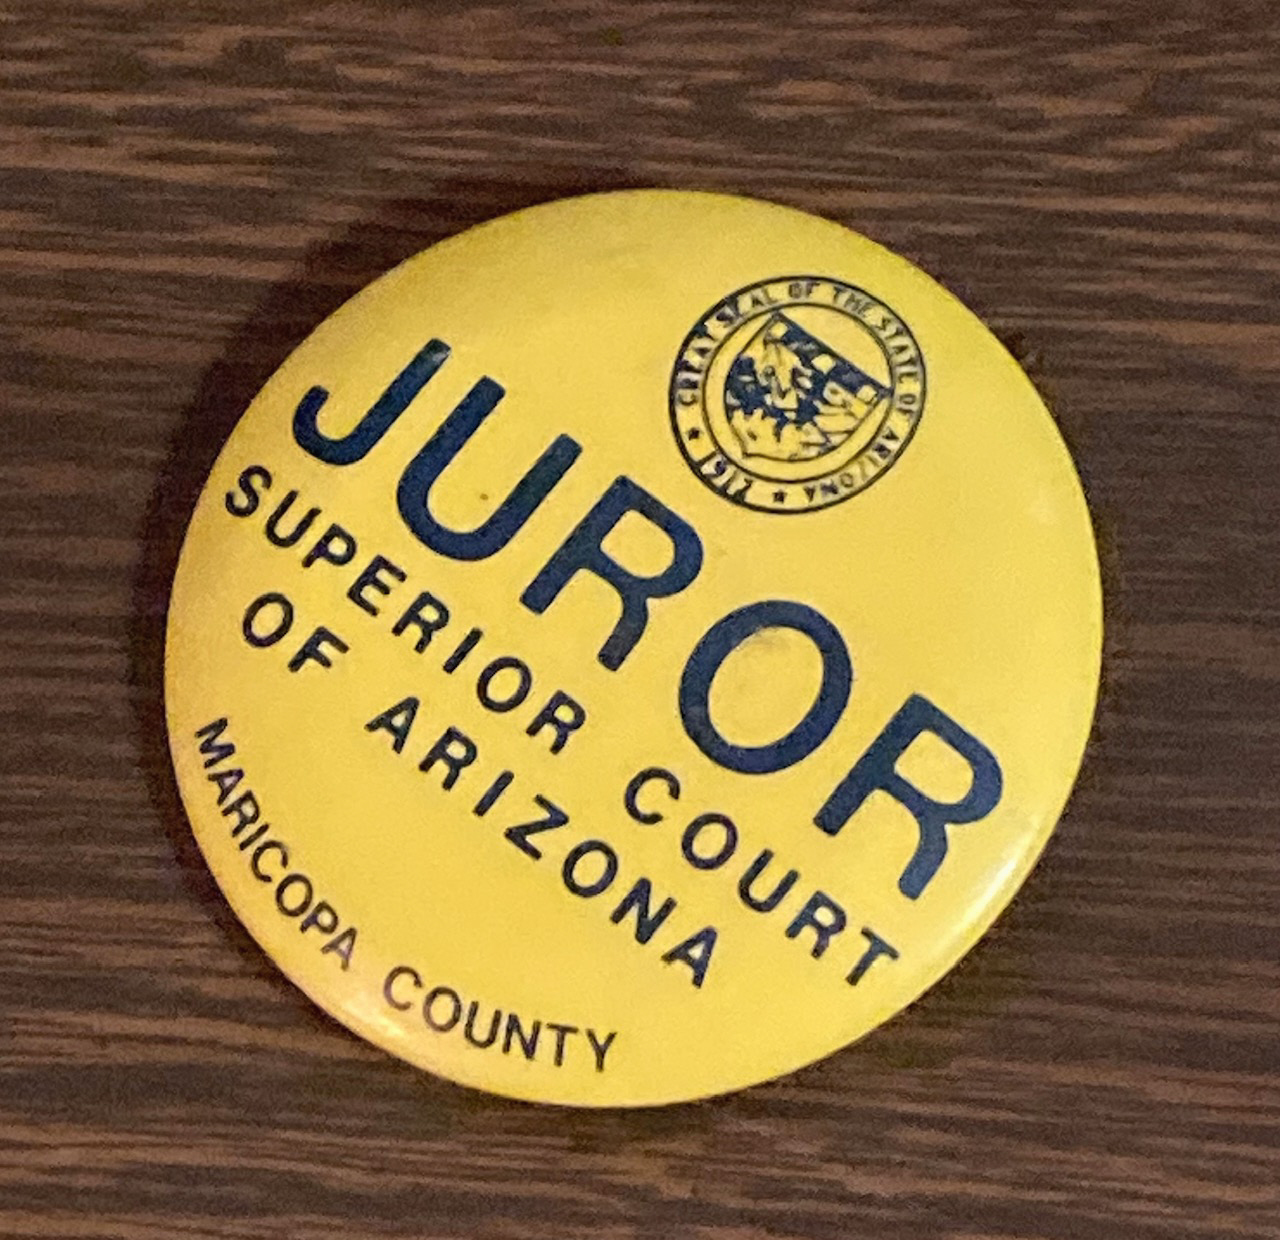 GREAT SEAL OF THE STATE OF ARIZONA
1912
JUROR
SUPERIOR COURT
OF ARIZONA
MARICOPA COUNTY